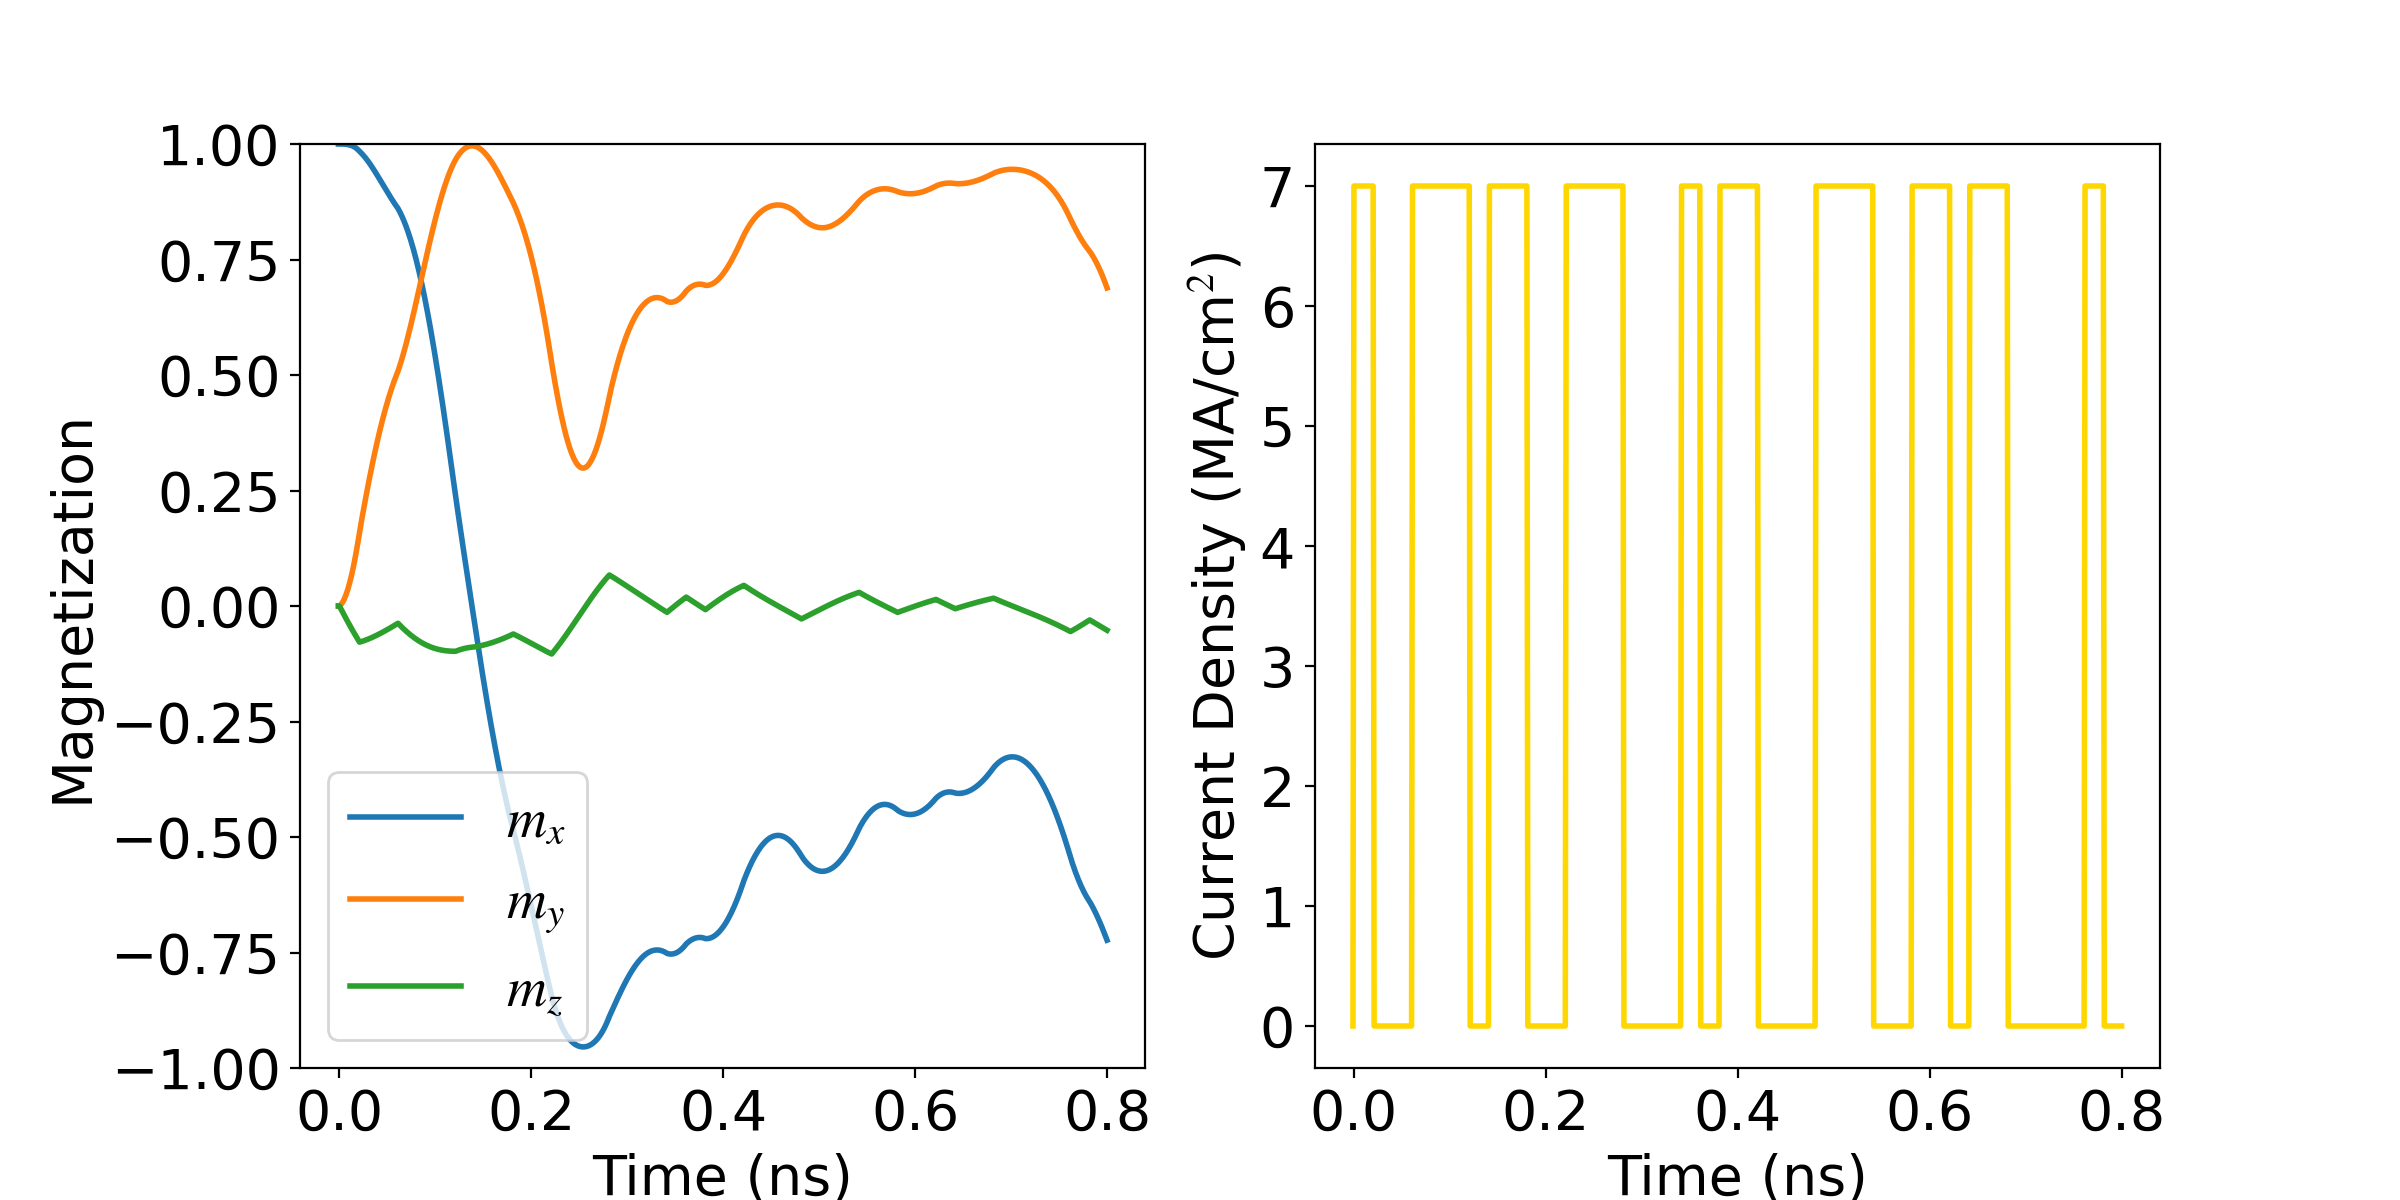 Magnetization
1.00
0.75
0.50
0.25
0.00
−0.25
−0.50
−0.75
−1.00
m_x
m_y
m_z
0.0 0.2 0.4 0.6 0.8
Time (ns)
Current Density (MA/cm²)
7
6
5
4
3
2
1
0
0.0 0.2 0.4 0.6 0.8
Time (ns)